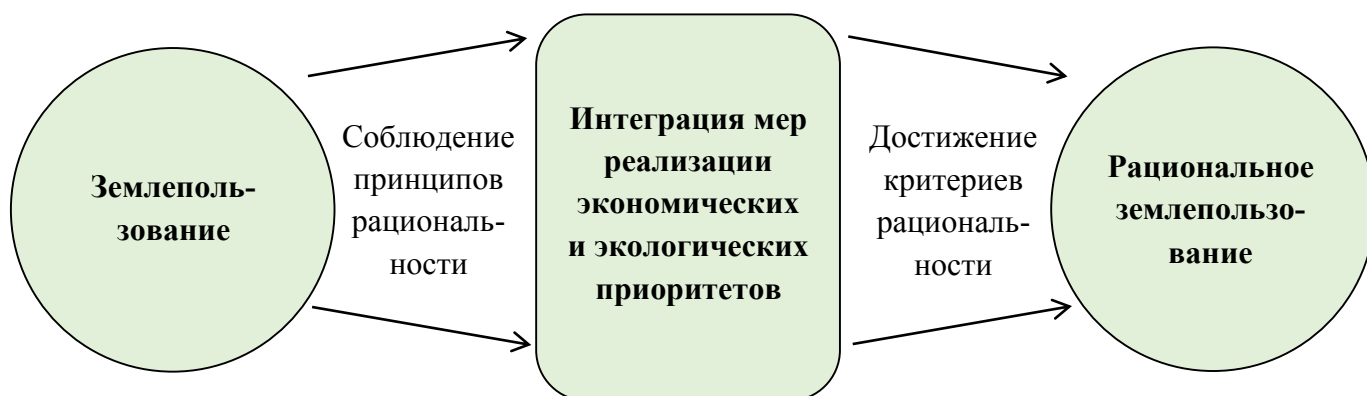 Землеполь-
зование
Соблюдение
принципов
рациональ-
ности
Интеграция мер
реализации
экономических
и экологических
приоритетов
Достижение
критериев
рациональ-
ности
Рациональное
землепользо-
вание